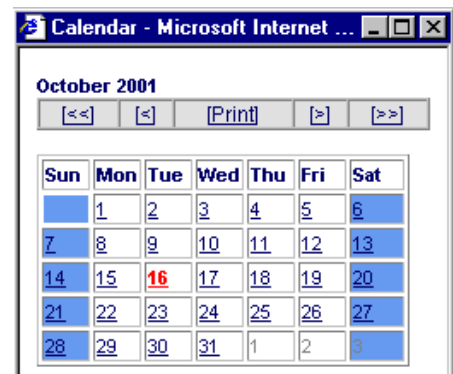 Calendar - Microsoft Internet ...
October 2001
[<<] [<] [Print] [>] [>>]
Sun Mon Tue Wed Thu Fri Sat
1 2 3 4 5 6
7 8 9 10 11 12 13
14 15 16 17 18 19 20
21 22 23 24 25 26 27
28 29 30 31 1 2 3